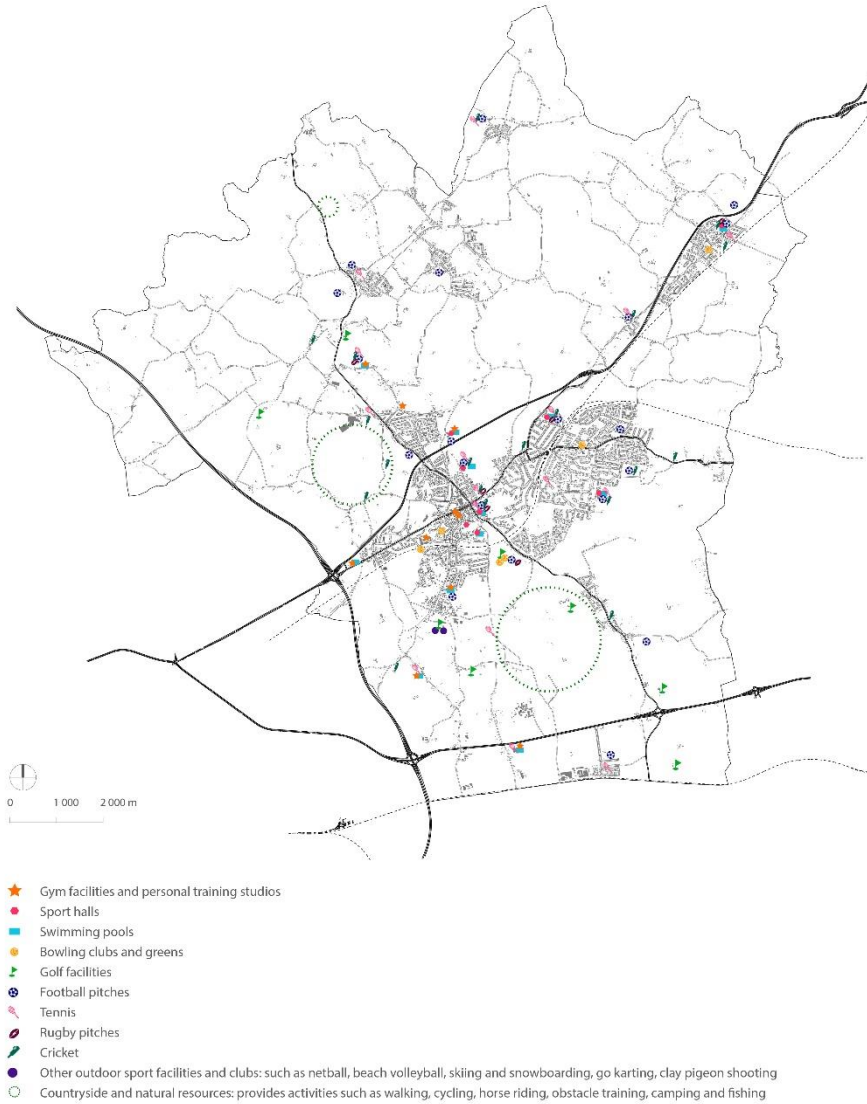 0 1 000 2 000 m
Gym facilities and personal training studios
Sport halls
Swimming pools
Bowling clubs and greens
Golf facilities
Football pitches
Tennis
Rugby pitches
Cricket
Other outdoor sport facilities and clubs: such as netball, beach volleyball, skiing and snowboarding, go karting, clay pigeon shooting
Countryside and natural resources: provides activities such as walking, cycling, horse riding, obstacle training, camping and fishing